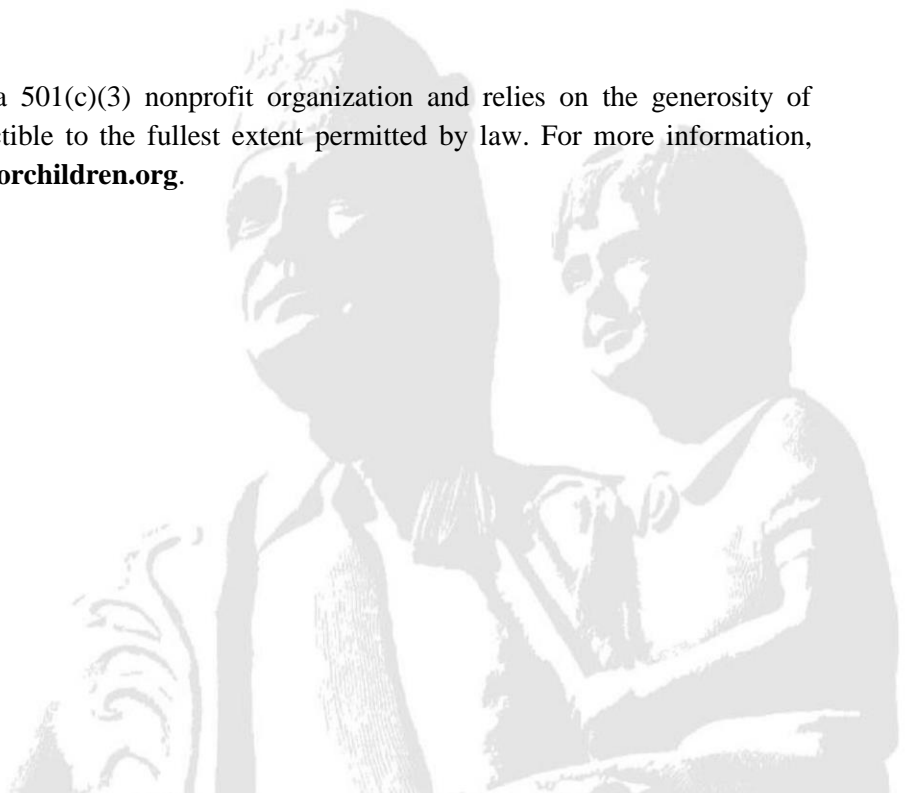 a 501(c)(3) nonprofit organization and relies on the generosity of
ctible to the fullest extent permitted by law. For more information,
orchildren.org.